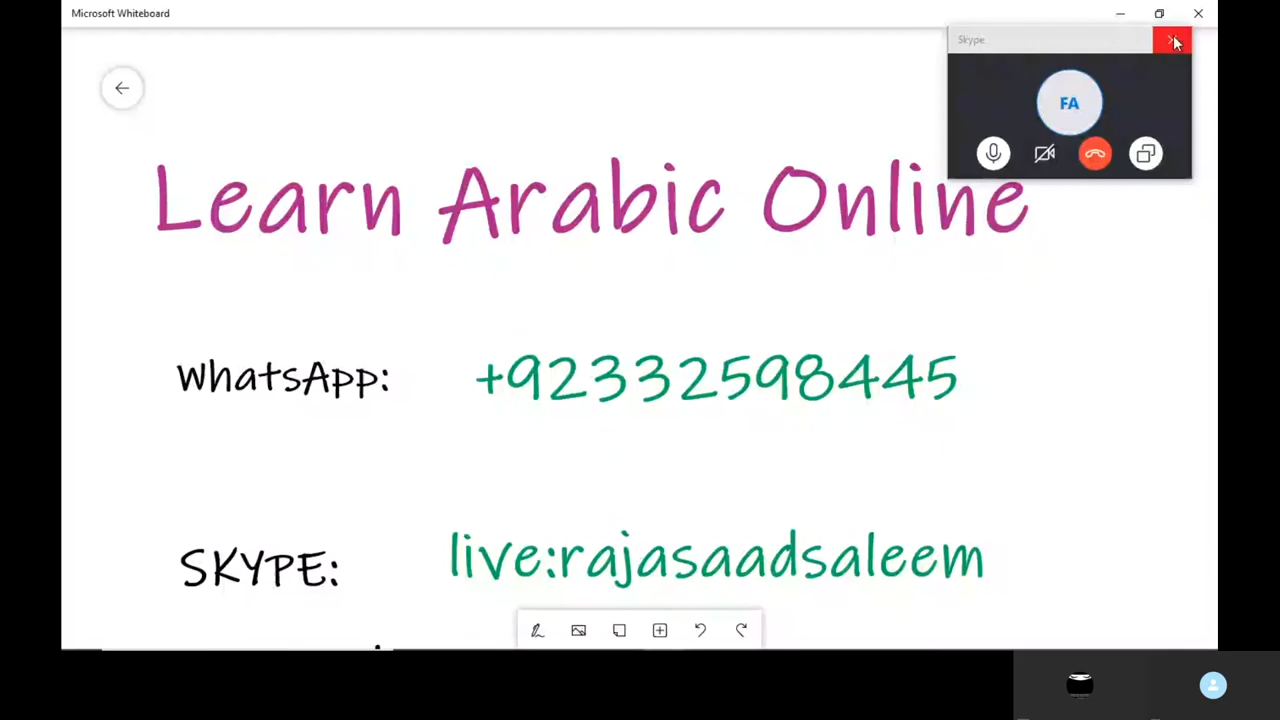 Microsoft Whiteboard
Skype
FA
Learn Arabic Online
WhatsApp: +92332598445
SKYPE: live:rajasaadsaleem